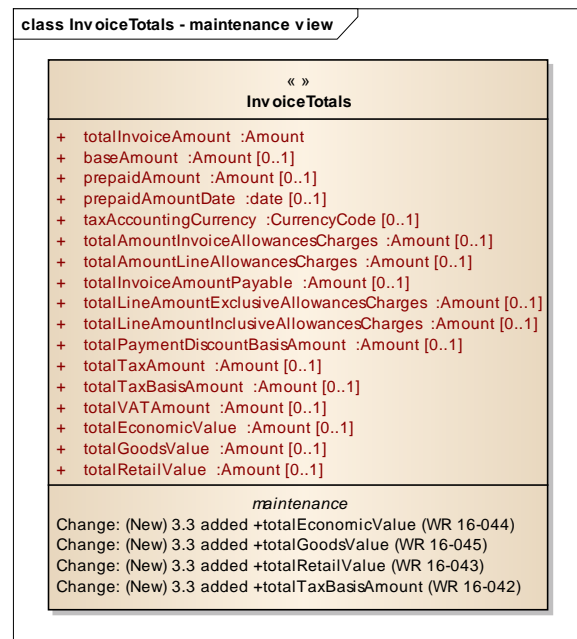 class InvoiceTotals - maintenance view
« »
InvoiceTotals
+ totalInvoiceAmount :Amount
+ baseAmount :Amount [0..1]
+ prepaidAmount :Amount [0..1]
+ prepaidAmountDate :date [0..1]
+ taxAccountingCurrency :CurrencyCode [0..1]
+ totalAmountInvoiceAllowancesCharges :Amount [0..1]
+ totalAmountLineAllowancesCharges :Amount [0..1]
+ totalInvoiceAmountPayable :Amount [0..1]
+ totalLineAmountExclusiveAllowancesCharges :Amount [0..1]
+ totalLineAmountInclusiveAllowancesCharges :Amount [0..1]
+ totalPaymentDiscountBasisAmount :Amount [0..1]
+ totalTaxAmount :Amount [0..1]
+ totalTaxBasisAmount :Amount [0..1]
+ totalVATAmount :Amount [0..1]
+ totalEconomicValue :Amount [0..1]
+ totalGoodsValue :Amount [0..1]
+ totalRetailValue :Amount [0..1]
maintenance
Change: (New) 3.3 added +totalEconomicValue (WR 16-044)
Change: (New) 3.3 added +totalGoodsValue (WR 16-045)
Change: (New) 3.3 added +totalRetailValue (WR 16-043)
Change: (New) 3.3 added +totalTaxBasisAmount (WR 16-042)